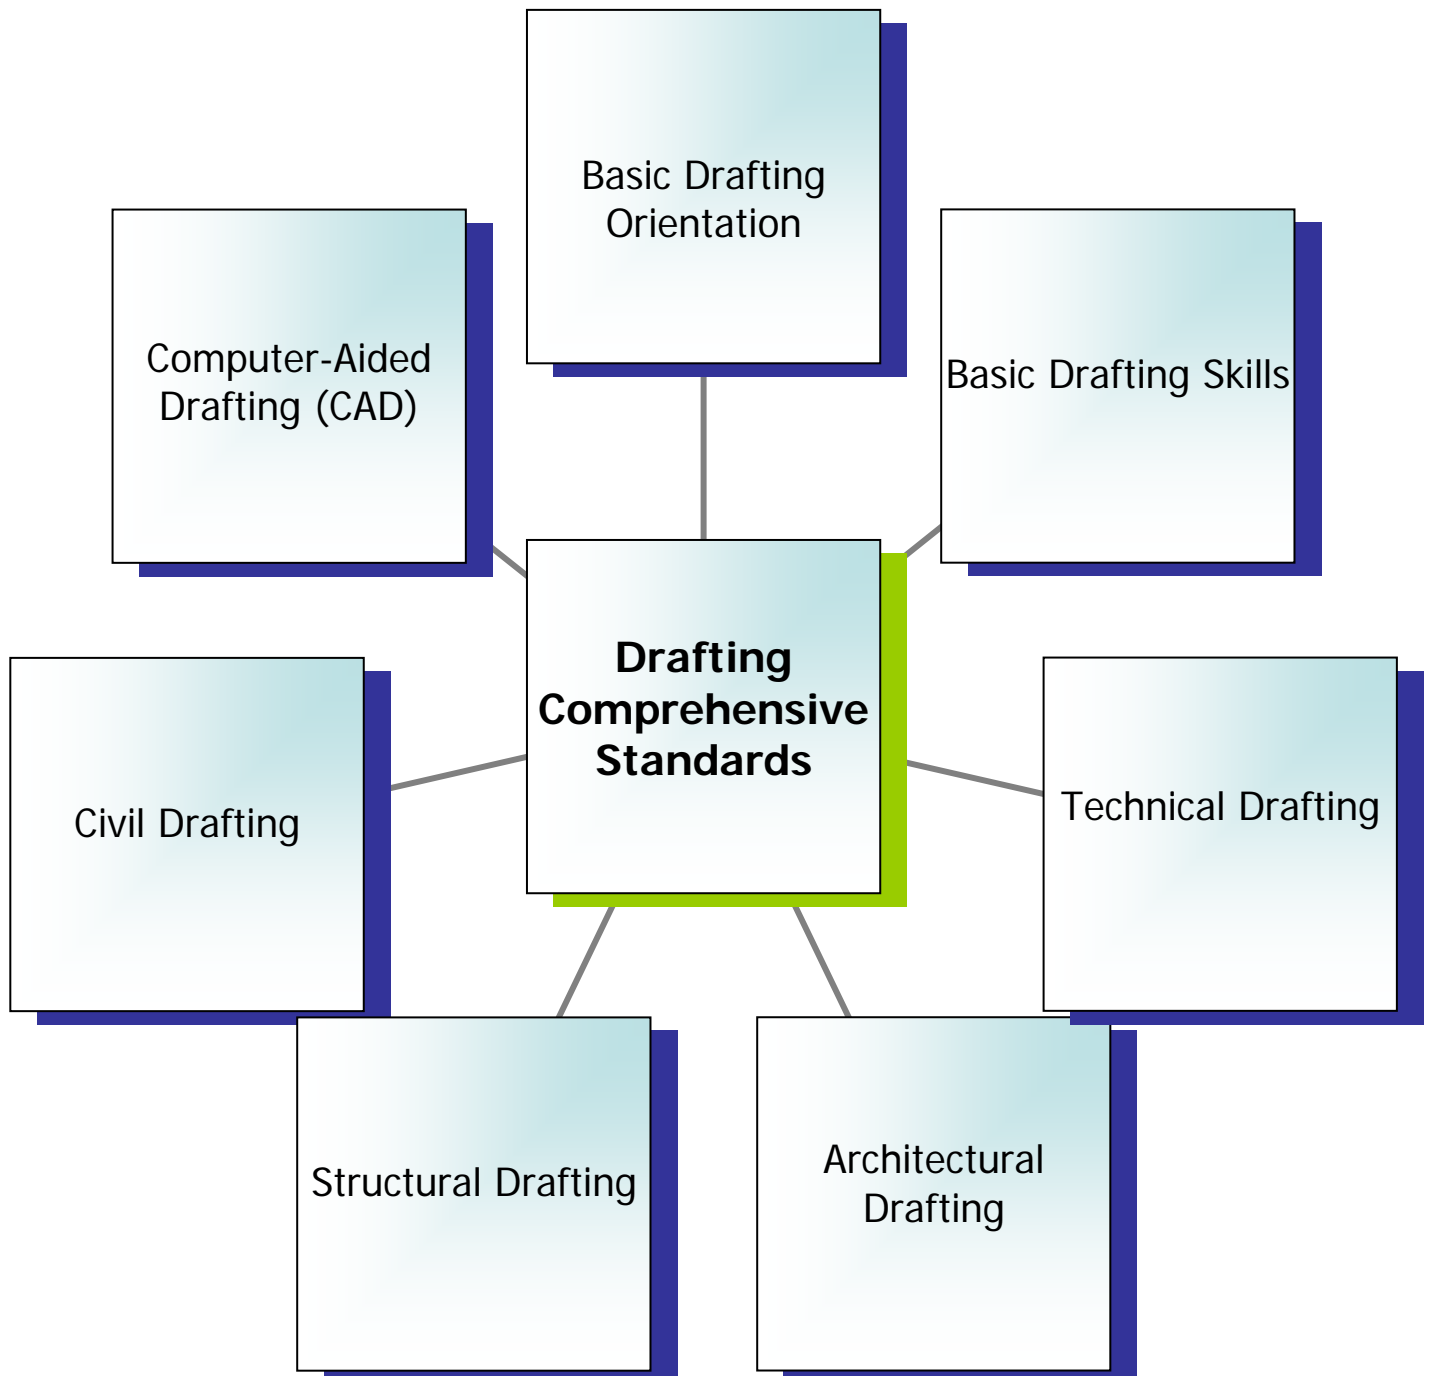 Basic Drafting
Orientation
Computer-Aided
Drafting (CAD)
Basic Drafting Skills
Drafting
Comprehensive
Standards
Civil Drafting
Technical Drafting
Structural Drafting
Architectural
Drafting